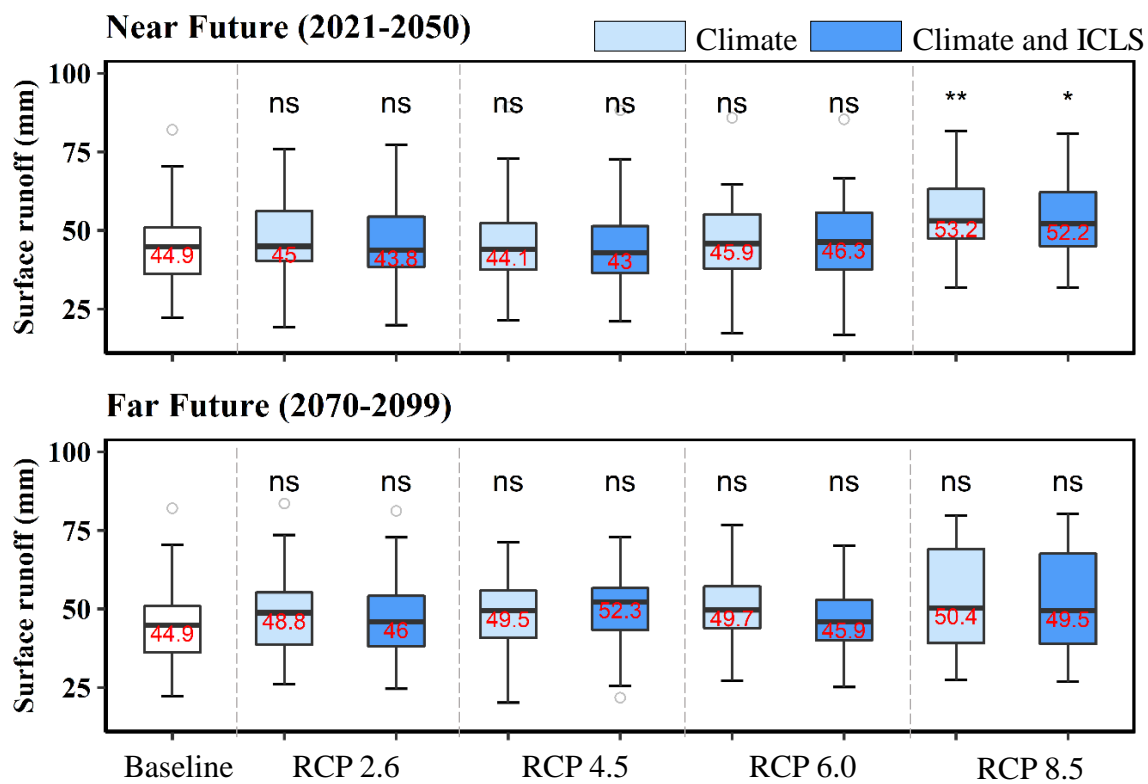 Near Future (2021-2050) Climate Climate and ICLS
Surface runoff (mm)
100
75
50
25
ns ns ns ns ns ns ** *
44.9 45 43.8 44.1 43 45.9 46.3 53.2 52.2
Far Future (2070-2099)
Surface runoff (mm)
100
75
50
25
ns ns ns ns ns ns ns ns
44.9 48.8 46 49.5 52.3 49.7 45.9 50.4 49.5
Baseline RCP 2.6 RCP 4.5 RCP 6.0 RCP 8.5